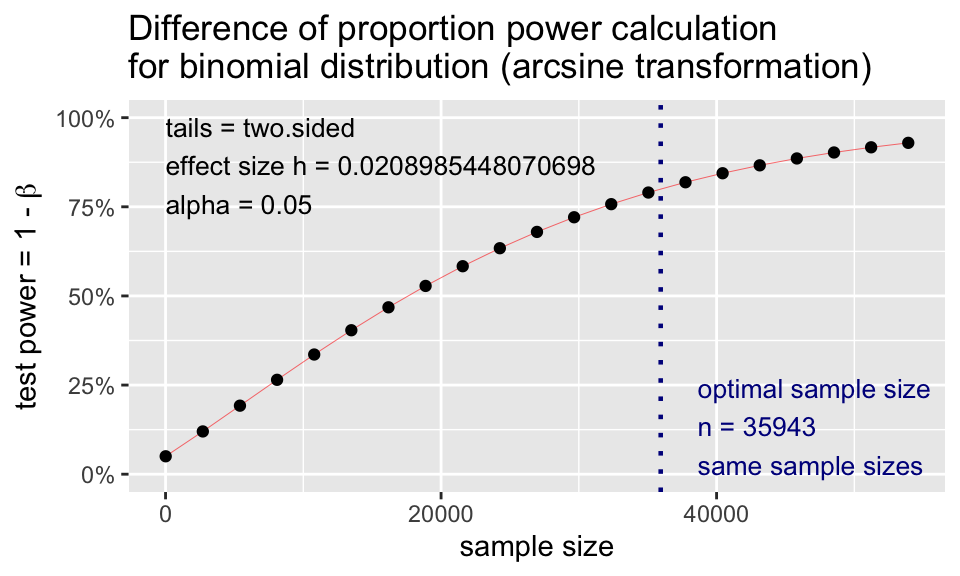 Difference of proportion power calculation
for binomial distribution (arcsine transformation)
tails = two.sided
effect size h = 0.0208985448070698
alpha = 0.05
100%
75%
50%
25%
0%
test power = 1 - β
optimal sample size
n = 35943
same sample sizes
0
20000
40000
sample size